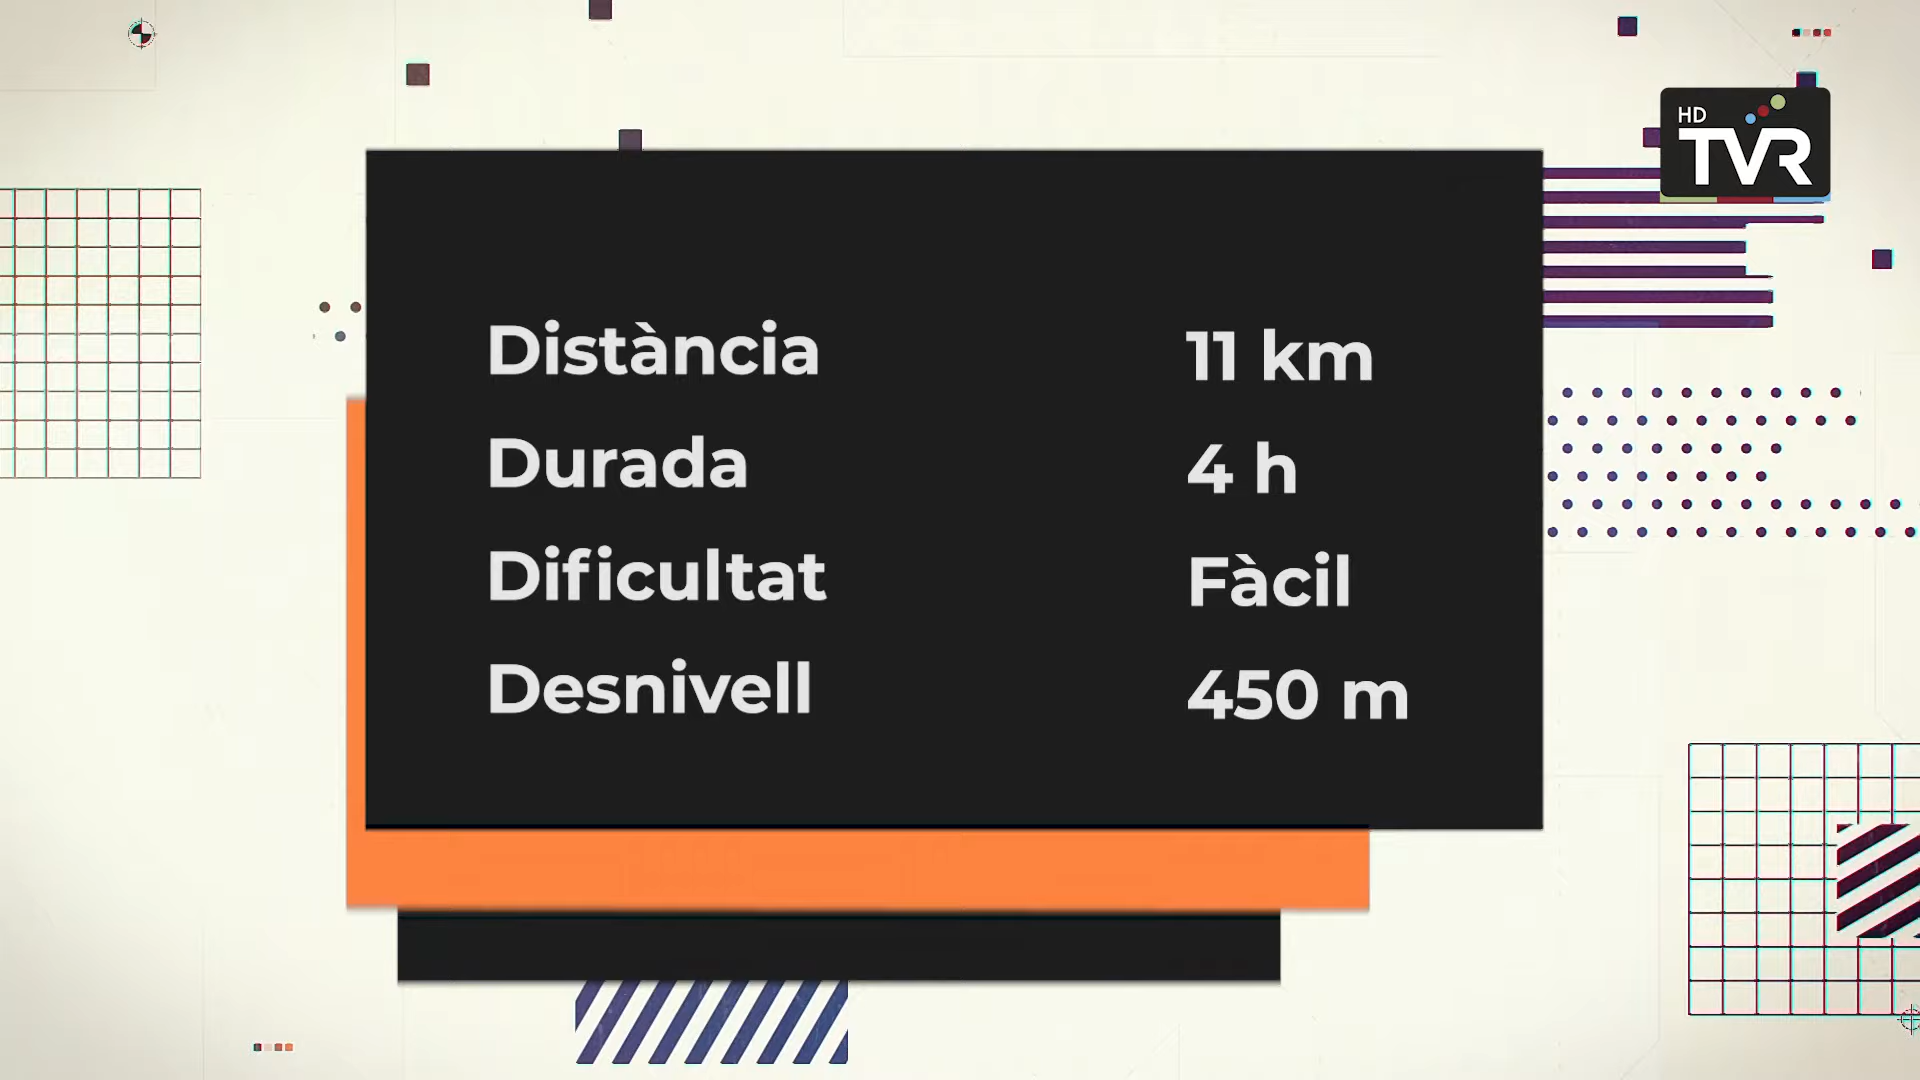 HD
TVR
Distància 11 km
Durada 4 h
Dificultat Fàcil
Desnivell 450 m